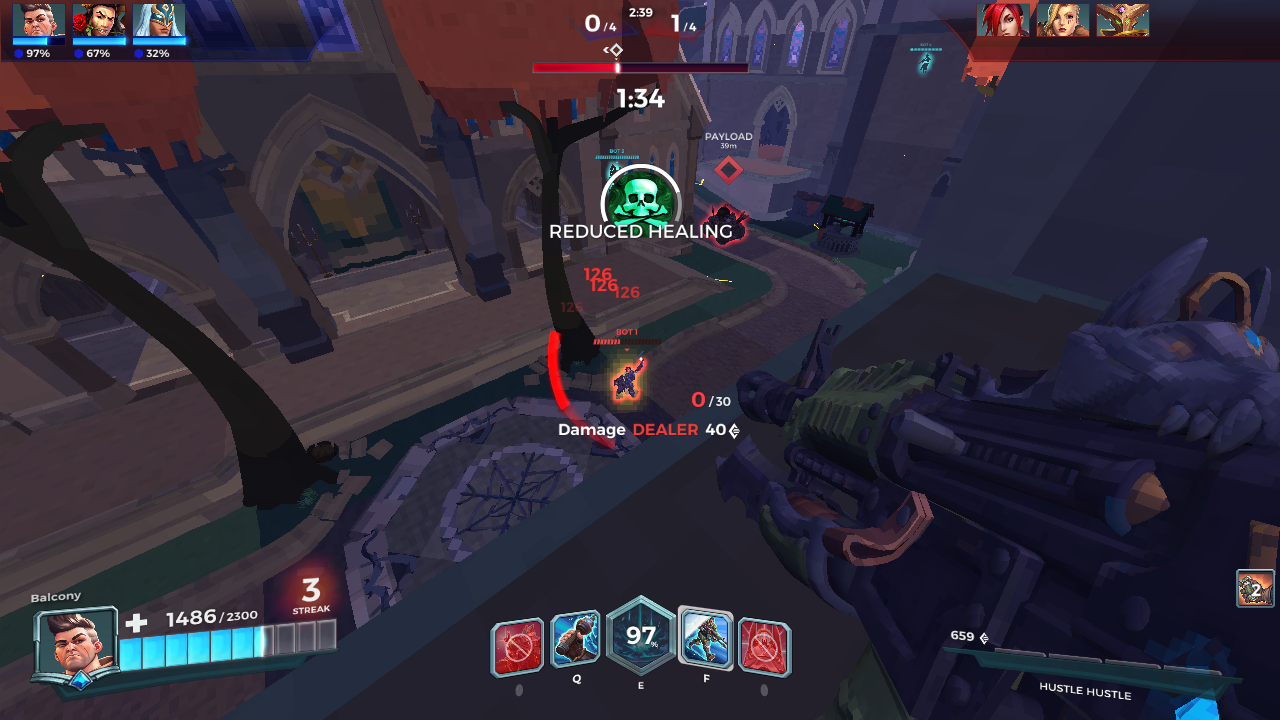 0/4 2:39 1/4
97% 67% 32%
1:34
PAYLOAD
39m
BOT 2
REDUCED HEALING
126
126
126
126
BOT 1
0/30
Damage DEALER 40
Balcony
1486/2300
3
STREAK
97%
Q E F
2
659
HUSTLE HUSTLE